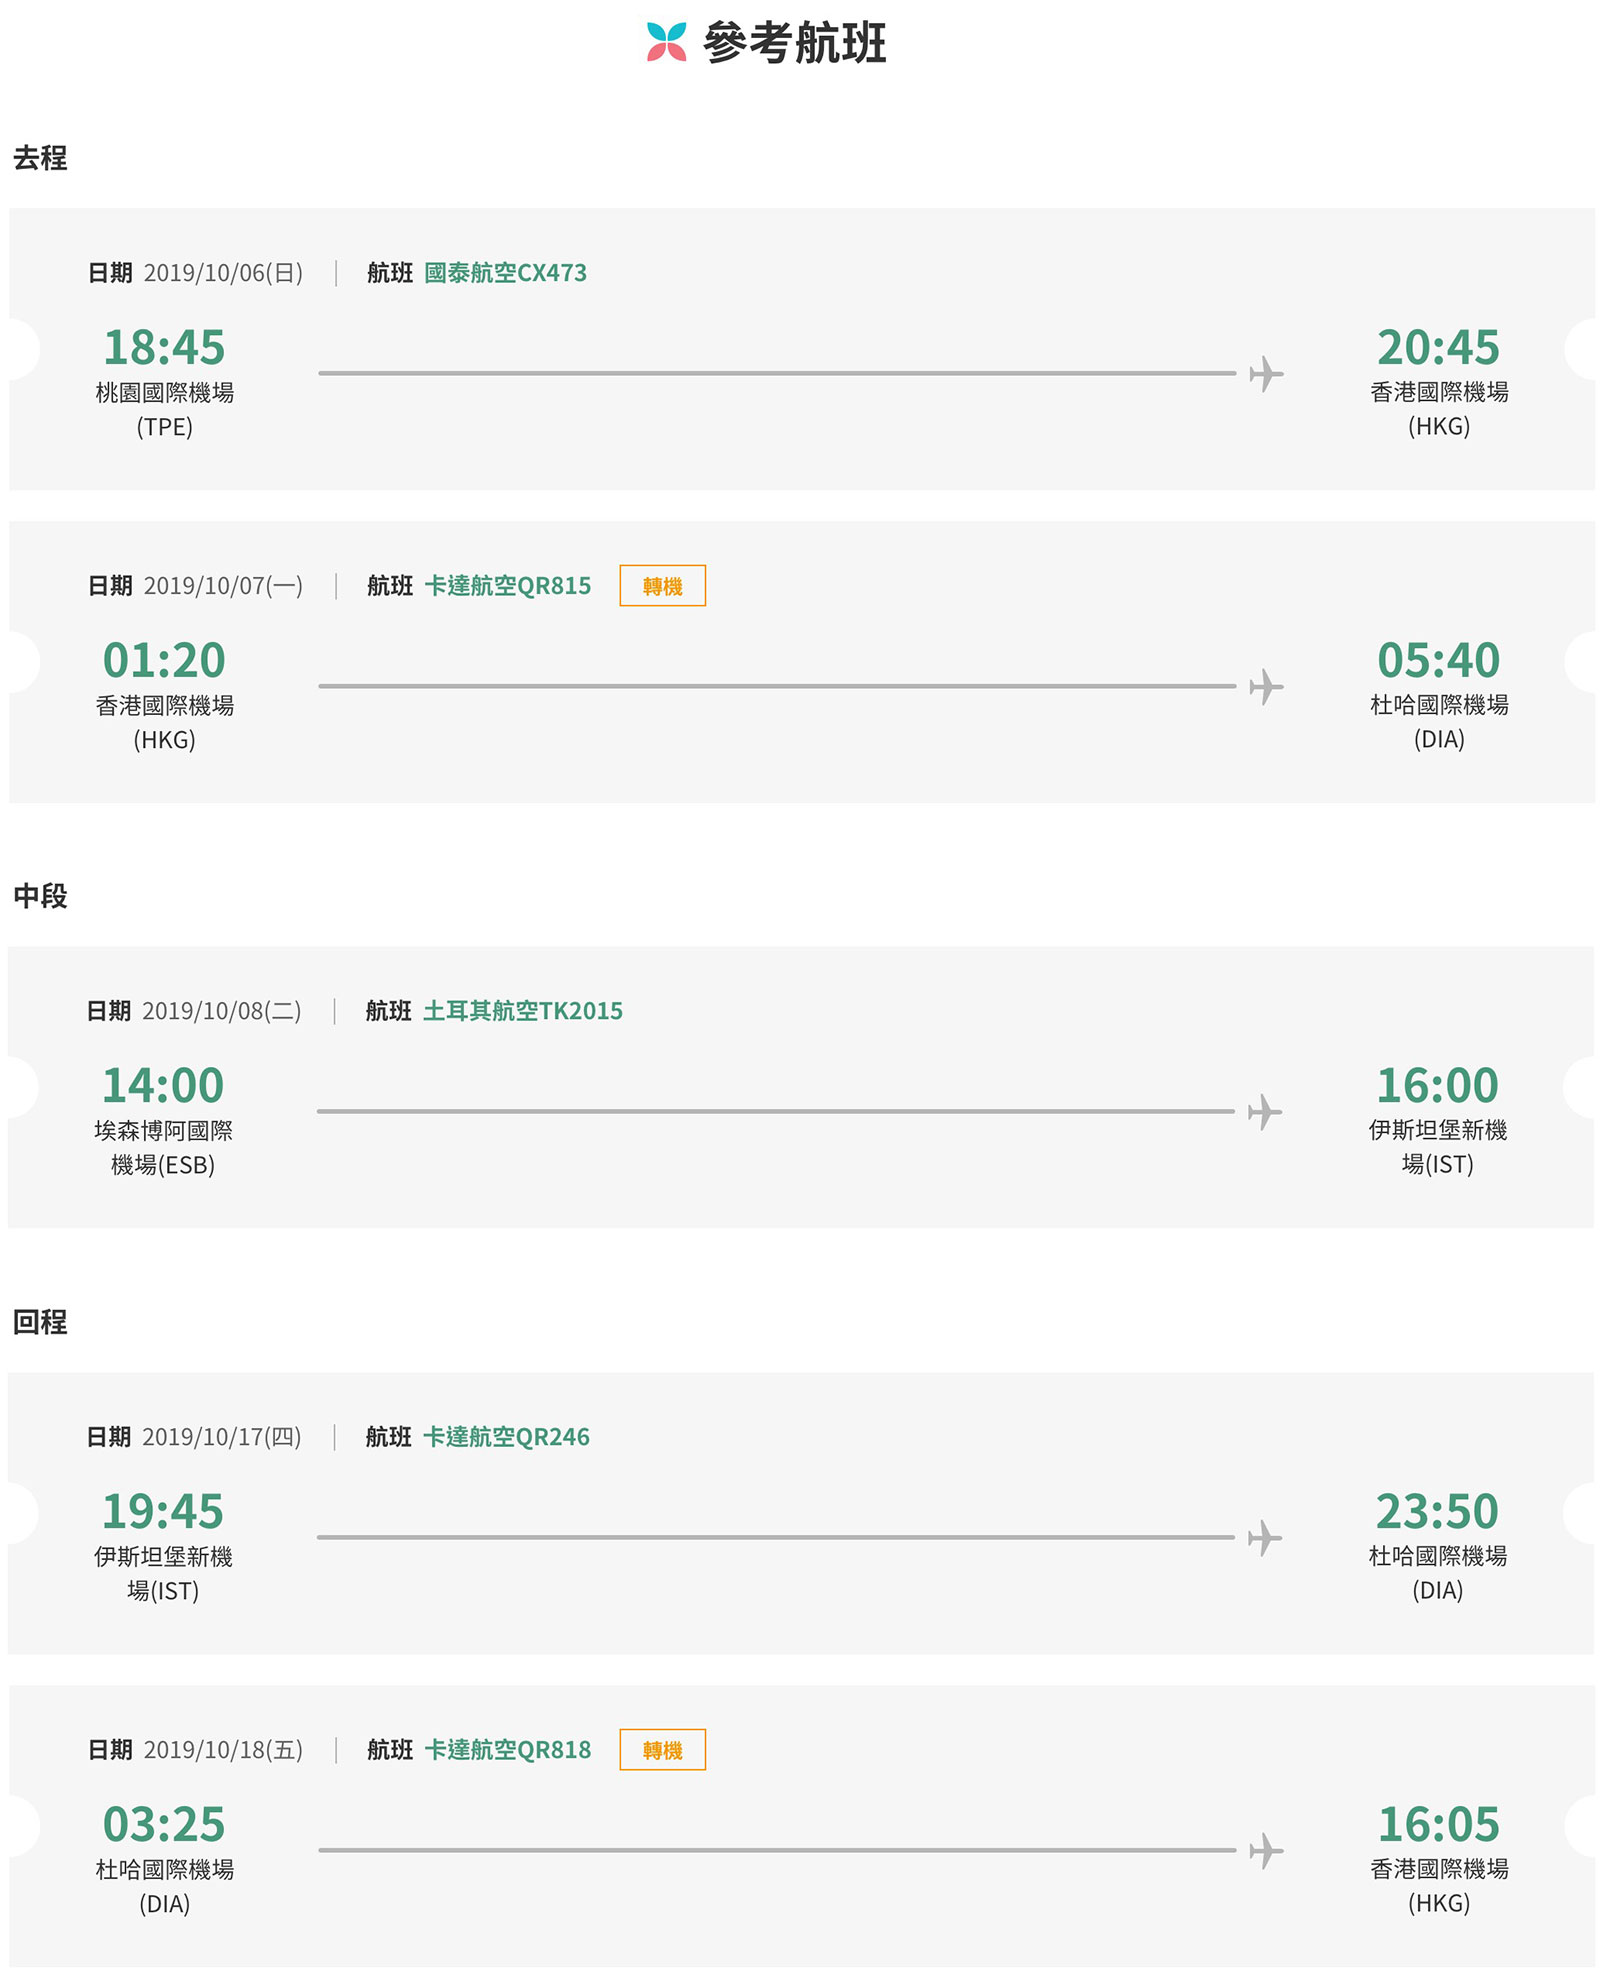 參考航班
去程
日期 2019/10/06(日) 航班 國泰航空CX473
18:45 20:45
桃園國際機場 香港國際機場
(TPE) (HKG)
日期 2019/10/07(一) 航班 卡達航空QR815 轉機
01:20 05:40
香港國際機場 杜哈國際機場
(HKG) (DIA)
中段
日期 2019/10/08(二) 航班 土耳其航空TK2015
14:00 16:00
埃森博阿國際 伊斯坦堡新機
機場(ESB) 場(IST)
回程
日期 2019/10/17(四) 航班 卡達航空QR246
19:45 23:50
伊斯坦堡新機 杜哈國際機場
場(IST) (DIA)
日期 2019/10/18(五) 航班 卡達航空QR818 轉機
03:25 16:05
杜哈國際機場 香港國際機場
(DIA) (HKG)